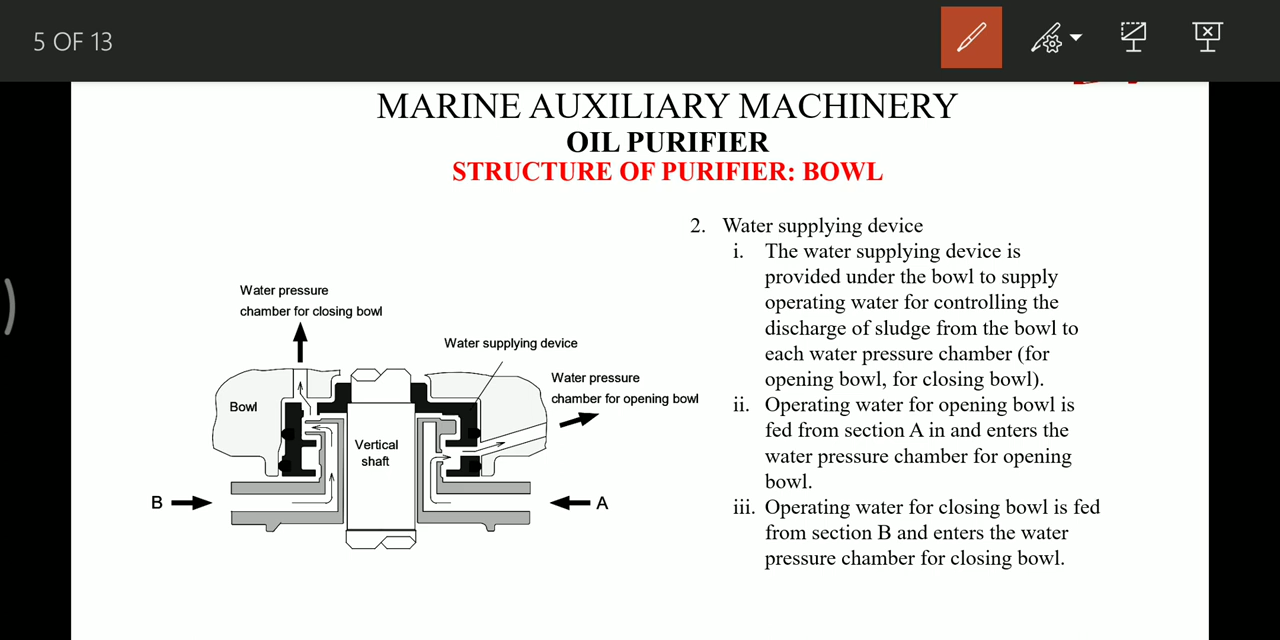 5 OF 13
MARINE AUXILIARY MACHINERY
OIL PURIFIER
STRUCTURE OF PURIFIER: BOWL
Water pressure
chamber for closing bowl
Water supplying device
Water pressure
chamber for opening bowl
Bowl
Vertical
shaft
B
A
2. Water supplying device
i. The water supplying device is
provided under the bowl to supply
operating water for controlling the
discharge of sludge from the bowl to
each water pressure chamber (for
opening bowl, for closing bowl).
ii. Operating water for opening bowl is
fed from section A in and enters the
water pressure chamber for opening
bowl.
iii. Operating water for closing bowl is fed
from section B and enters the water
pressure chamber for closing bowl.